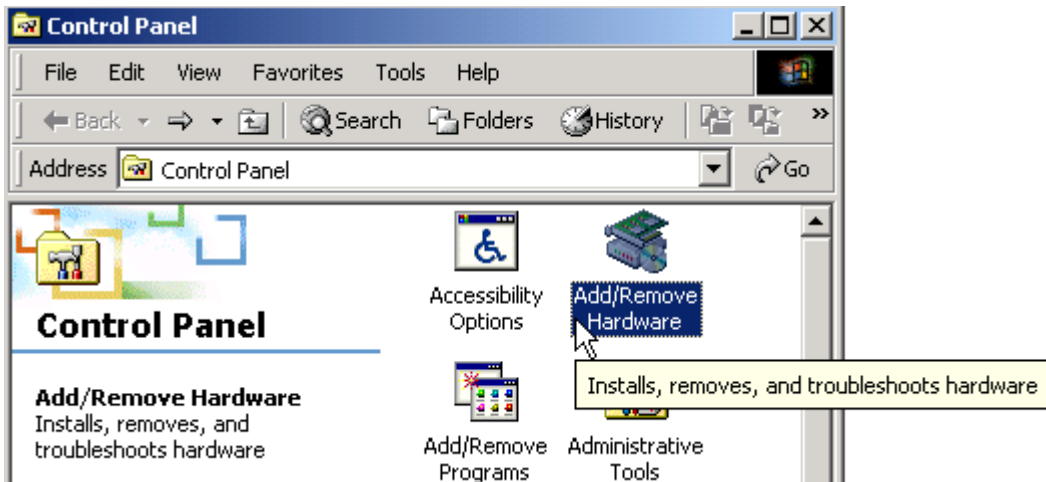 Control Panel
File Edit View Favorites Tools Help
Back Search Folders History »
Address Control Panel Go
Control Panel
Add/Remove Hardware
Installs, removes, and
troubleshoots hardware
Accessibility
Options
Add/Remove
Hardware
Installs, removes, and troubleshoots hardware
Add/Remove
Programs
Administrative
Tools